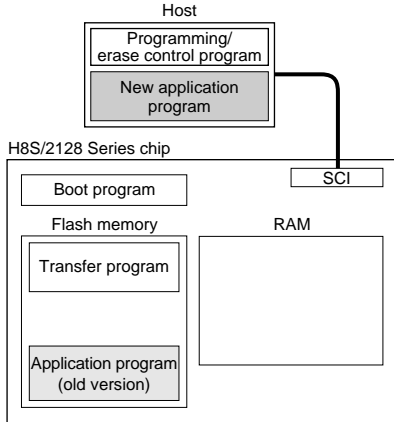 Host
Programming/
erase control program
New application
program
H8S/2128 Series chip
SCI
Boot program
Flash memory
RAM
Transfer program
Application program
(old version)